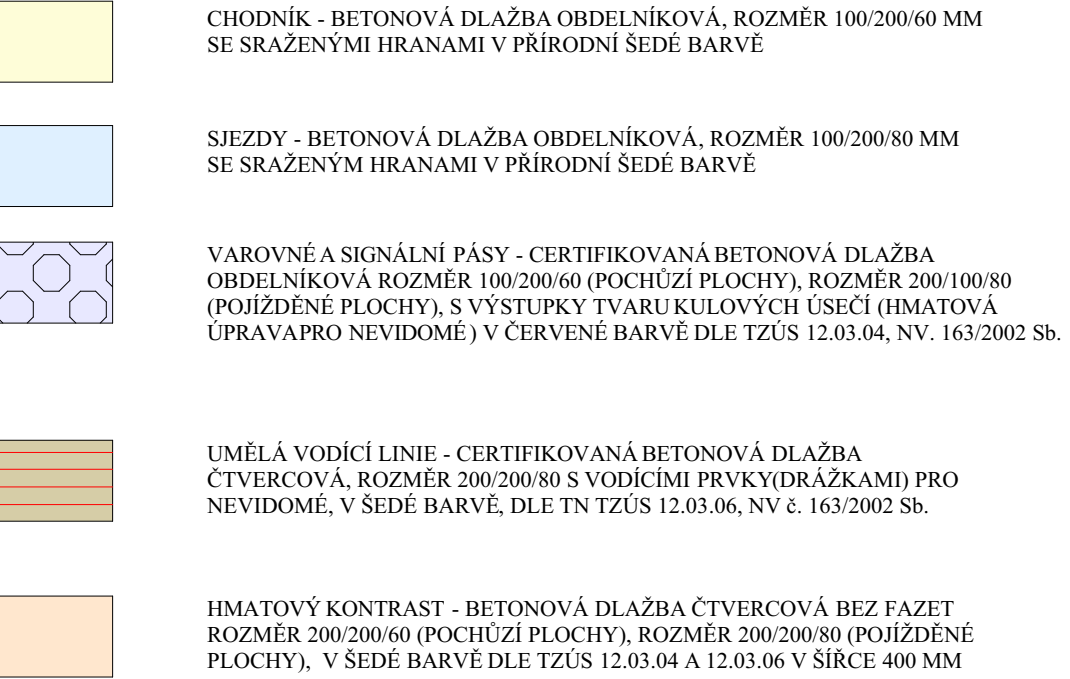 CHODNÍK - BETONOVÁ DLAŽBA OBDELNÍKOVÁ, ROZMĚR 100/200/60 MM
SE SRAŽENÝMI HRANAMI V PŘÍRODNÍ ŠEDÉ BARVĚ
SJEZDY - BETONOVÁ DLAŽBA OBDELNÍKOVÁ, ROZMĚR 100/200/80 MM
SE SRAŽENÝM HRANAMI V PŘÍRODNÍ ŠEDÉ BARVĚ
VAROVNÉ A SIGNÁLNÍ PÁSY - CERTIFIKOVANÁ BETONOVÁ DLAŽBA
OBDELNÍKOVÁ ROZMĚR 100/200/60 (POCHŮZÍ PLOCHY), ROZMĚR 200/100/80
(POJÍŽDĚNÉ PLOCHY), S VÝSTUPKY TVARU KULOVÝCH ÚSEČÍ (HMATOVÁ
ÚPRAVAPRO NEVIDOMÉ) V ČERVENÉ BARVĚ DLE TZÚS 12.03.04, NV. 163/2002 Sb.
UMĚLÁ VODÍCÍ LINIE - CERTIFIKOVANÁ BETONOVÁ DLAŽBA
ČTVERCOVÁ, ROZMĚR 200/200/80 S VODÍCÍMI PRVKY(DRÁŽKAMI) PRO
NEVIDOMÉ, V ŠEDÉ BARVĚ, DLE TN TZÚS 12.03.06, NV č. 163/2002 Sb.
HMATOVÝ KONTRAST - BETONOVÁ DLAŽBA ČTVERCOVÁ BEZ FAZET
ROZMĚR 200/200/60 (POCHŮZÍ PLOCHY), ROZMĚR 200/200/80 (POJÍŽDĚNÉ
PLOCHY), V ŠEDÉ BARVĚ DLE TZÚS 12.03.04 A 12.03.06 V ŠÍŘCE 400 MM